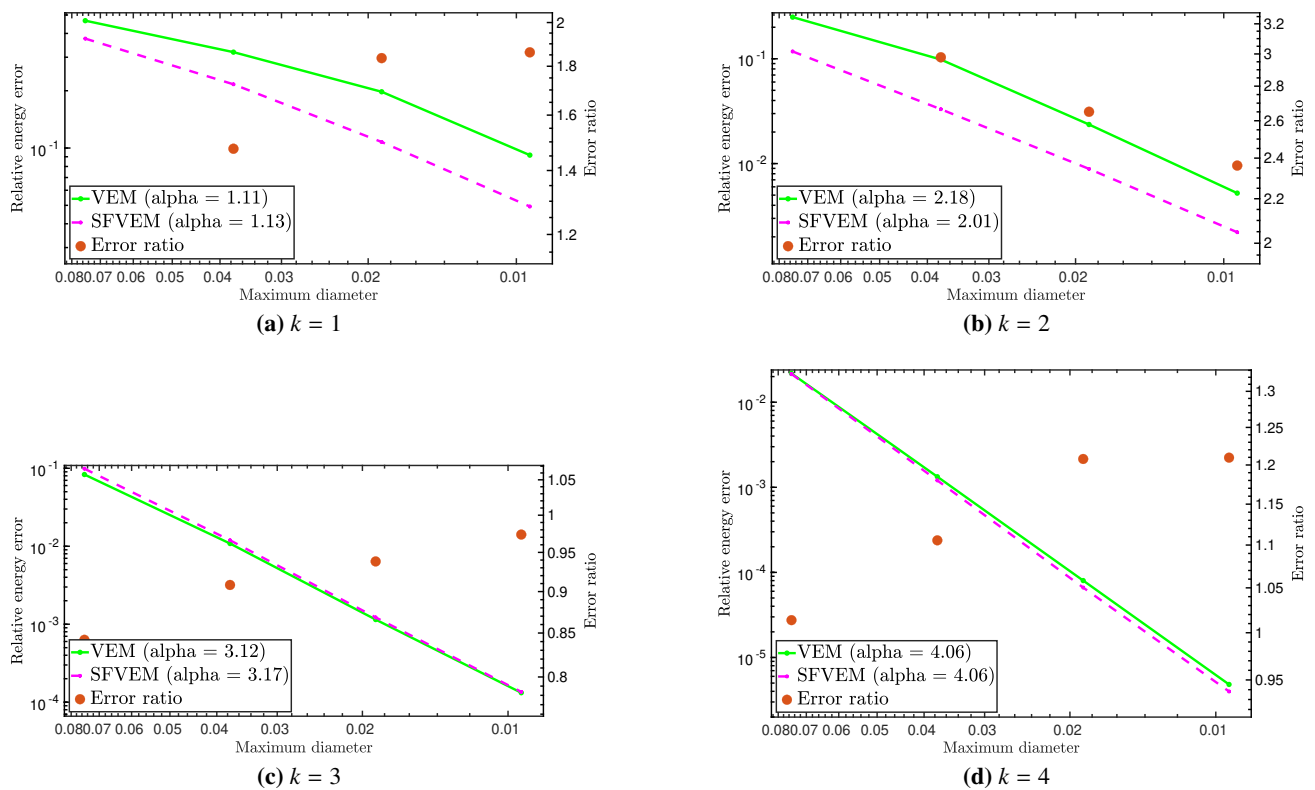 Relative energy error
10^-1
2
1.8
1.6
1.4
1.2
Error ratio
VEM (alpha = 1.11)
SFVEM (alpha = 1.13)
Error ratio
0.08 0.07 0.06 0.05 0.04 0.03 0.02 0.01
Maximum diameter
(a) k = 1
Relative energy error
10^-1
10^-2
3.2
3
2.8
2.6
2.4
2.2
2
Error ratio
VEM (alpha = 2.18)
SFVEM (alpha = 2.01)
Error ratio
0.08 0.07 0.06 0.05 0.04 0.03 0.02 0.01
Maximum diameter
(b) k = 2
Relative energy error
10^-1
10^-2
10^-3
10^-4
1.05
1
0.95
0.9
0.85
0.8
Error ratio
VEM (alpha = 3.12)
SFVEM (alpha = 3.17)
Error ratio
0.08 0.07 0.06 0.05 0.04 0.03 0.02 0.01
Maximum diameter
(c) k = 3
Relative energy error
10^-2
10^-3
10^-4
10^-5
1.3
1.25
1.2
1.15
1.1
1.05
1
0.95
Error ratio
VEM (alpha = 4.06)
SFVEM (alpha = 4.06)
Error ratio
0.08 0.07 0.06 0.05 0.04 0.03 0.02 0.01
Maximum diameter
(d) k = 4